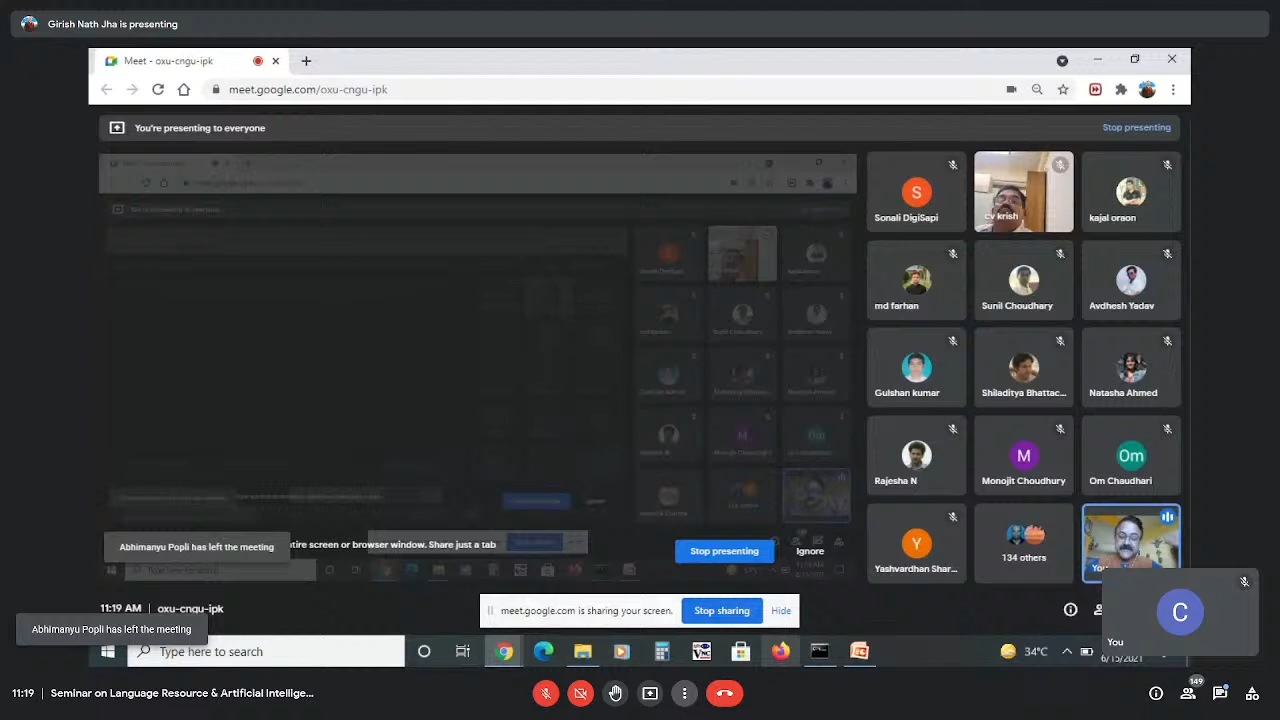 Girish Nath Jha is presenting
Meet - oxu-cngu-ipk
meet.google.com/oxu-cngu-ipk
You're presenting to everyone
Stop presenting
Sonali DigiSapi
cv krish
kajal oraon
md farhan
Sunil Choudhary
Avdhesh Yadav
Gulshan kumar
Shiladitya Bhattac...
Natasha Ahmed
Rajesha N
Monojit Choudhury
M
Om Chaudhari
Om
S
Yashvardhan Shar...
Y
134 others
Abhimanyu Popli has left the meeting
ntire screen or browser window. Share just a tab
Stop presenting
Ignore
11:19 AM | oxu-cngu-ipk
meet.google.com is sharing your screen.
Stop sharing
Hide
Abhimanyu Popli has left the meeting
C
You
Type here to search
34°C
6/15/2021
11:19 | Seminar on Language Resource & Artificial Intellige...
149